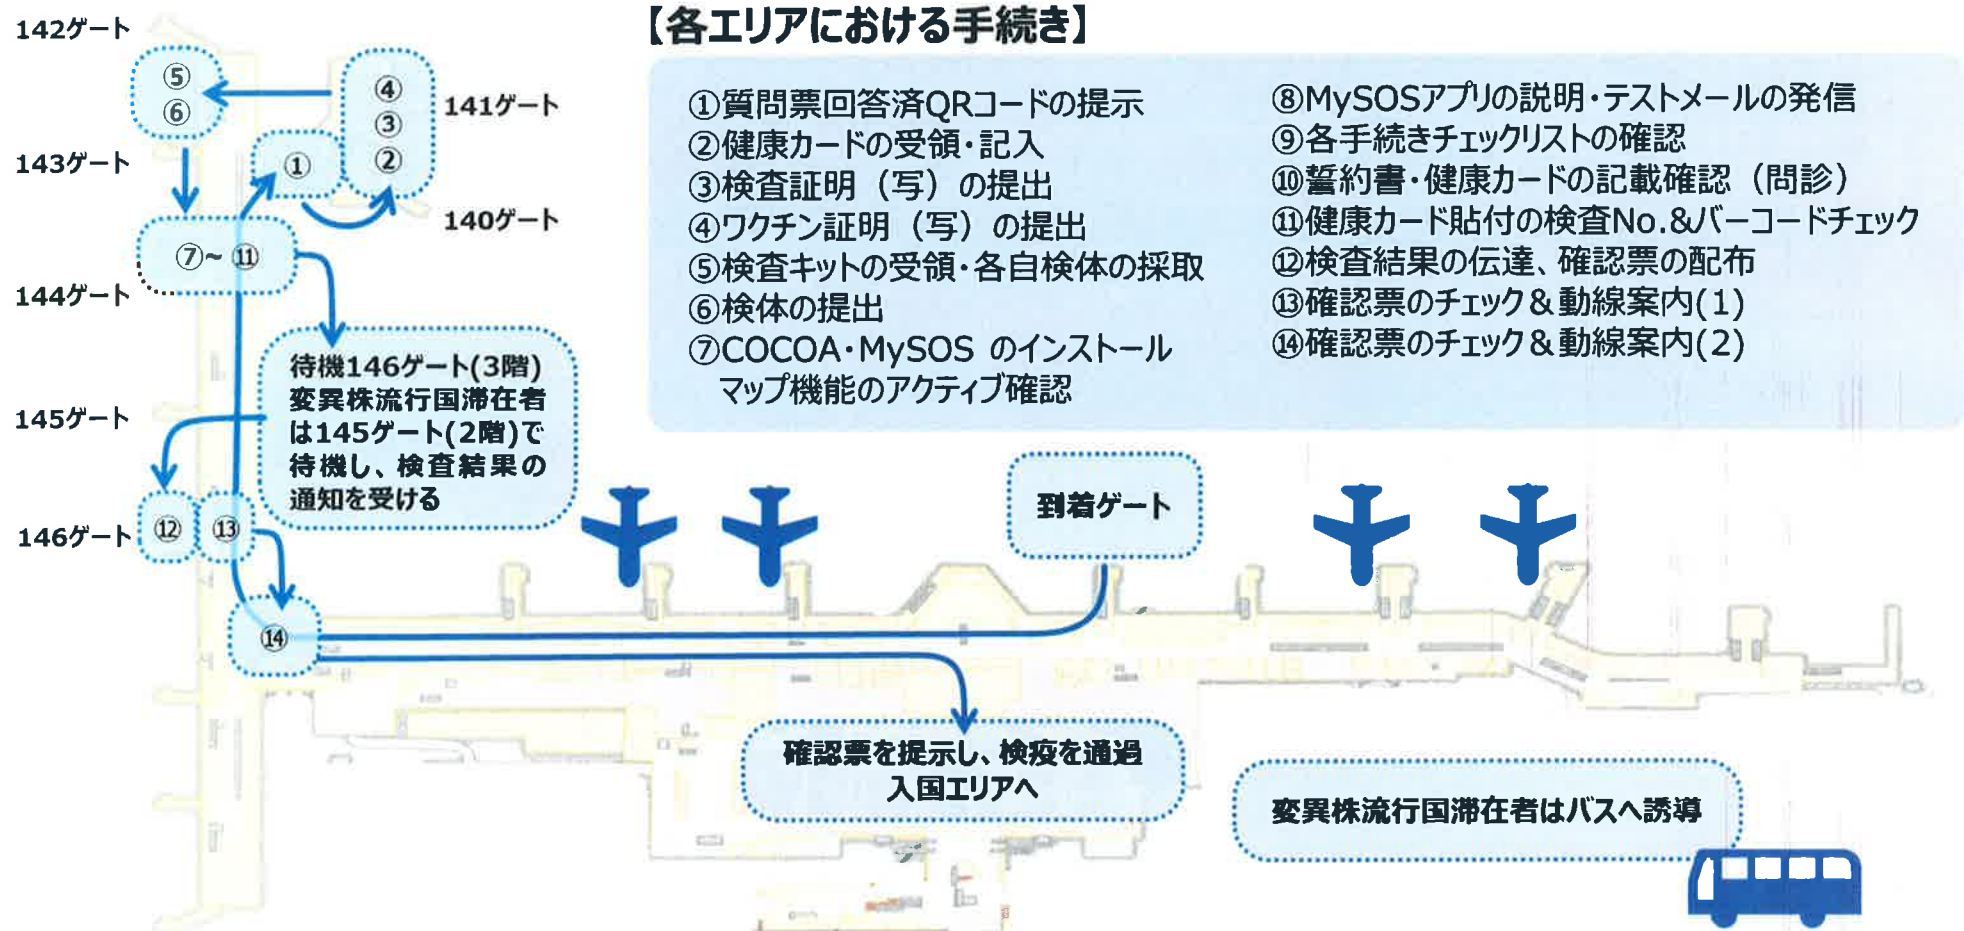 【各エリアにおける手続き】
①質問票回答済QRコードの提示
②健康カードの受領・記入
③検査証明（写）の提出
④ワクチン証明（写）の提出
⑤検査キットの受領・各自検体の採取
⑥検体の提出
⑦COCOA・MySOS のインストール
マップ機能のアクティブ確認
⑧MySOSアプリの説明・テストメールの発信
⑨各手続きチェックリストの確認
⑩誓約書・健康カードの記載確認（問診）
⑪健康カード貼付の検査No.&バーコードチェック
⑫検査結果の伝達、確認票の配布
⑬確認票のチェック＆動線案内(1)
⑭確認票のチェック＆動線案内(2)
142ゲート
⑤
⑥
④
③
②
141ゲート
143ゲート
①
140ゲート
⑦~⑪
144ゲート
待機146ゲート(3階)
変異株流行国滞在者
は145ゲート(2階)で
待機し、検査結果の
通知を受ける
145ゲート
146ゲート
⑫
⑬
⑭
到着ゲート
確認票を提示し、検疫を通過
入国エリアへ
変異株流行国滞在者はバスへ誘導